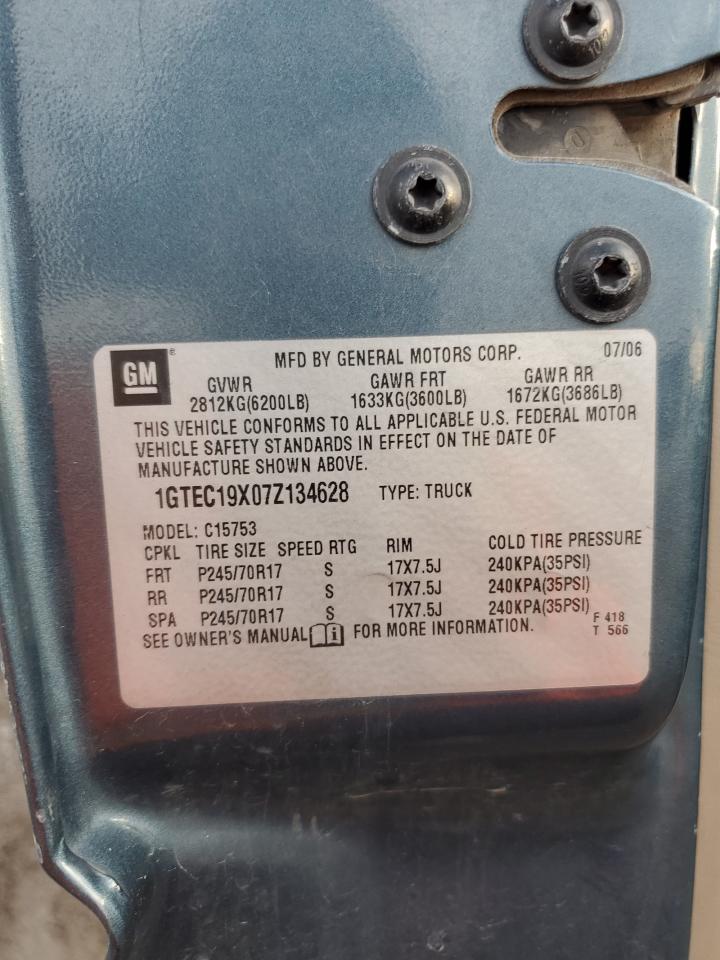 GM® MFD BY GENERAL MOTORS CORP. 07/06
GVWR GAWR FRT GAWR RR
2812KG(6200LB) 1633KG(3600LB) 1672KG(3686LB)
THIS VEHICLE CONFORMS TO ALL APPLICABLE U.S. FEDERAL MOTOR
VEHICLE SAFETY STANDARDS IN EFFECT ON THE DATE OF
MANUFACTURE SHOWN ABOVE.
1GTEC19X07Z134628 TYPE: TRUCK
MODEL: C15753
CPKL TIRE SIZE SPEED RTG RIM COLD TIRE PRESSURE
FRT P245/70R17 S 17X7.5J 240KPA(35PSI)
RR P245/70R17 S 17X7.5J 240KPA(35PSI)
SPA P245/70R17 S 17X7.5J 240KPA(35PSI)
SEE OWNER'S MANUAL i FOR MORE INFORMATION.
F 418
T 566